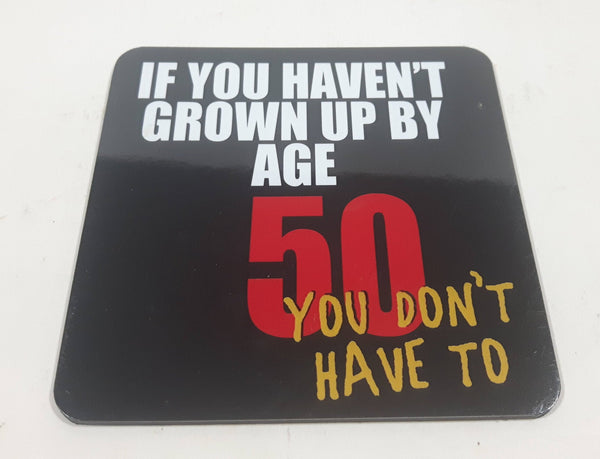 IF YOU HAVEN'T
GROWN UP BY
AGE
50
YOU DON'T
HAVE TO